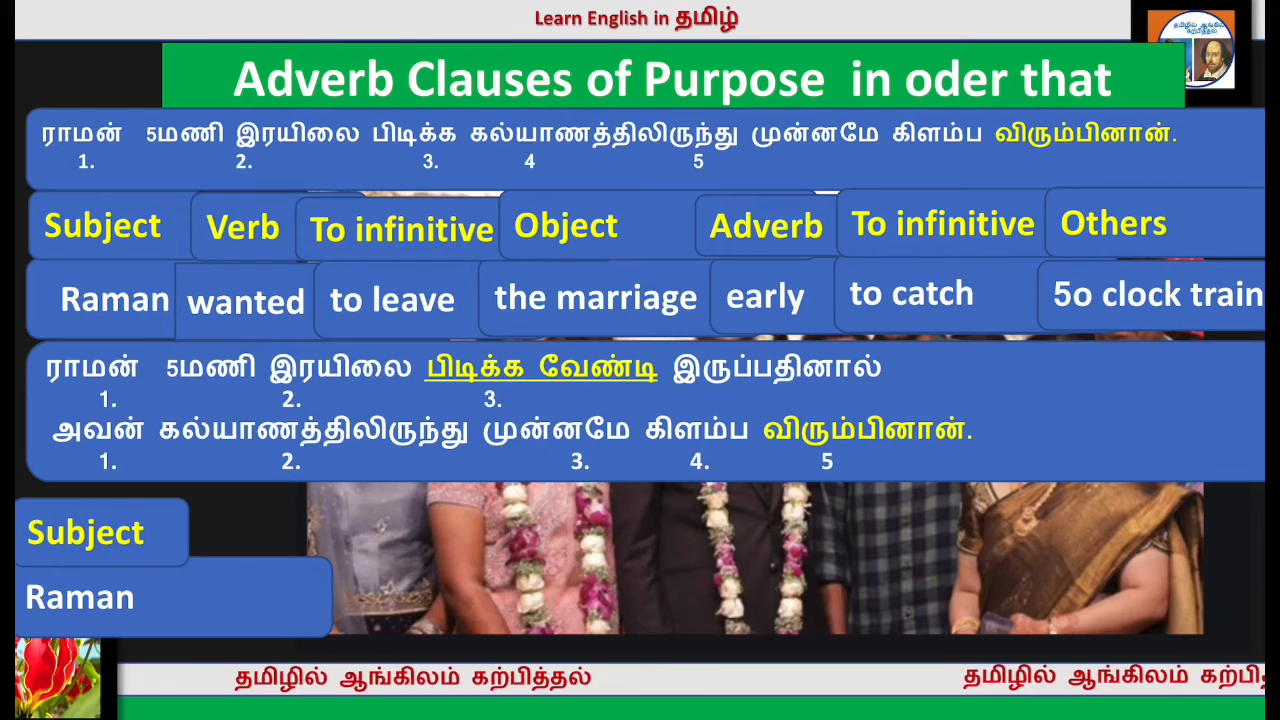 Learn English in தமிழ்
தமிழில் ஆங்கில
கற்பித்தல்
Adverb Clauses of Purpose in oder that
ராமன் 5மணி இரயிலை பிடிக்க கல்யாணத்திலிருந்து முன்னமே கிளம்ப விரும்பினான்.
1. 2. 3. 4 5
Subject Verb To infinitive Object Adverb To infinitive Others
Raman wanted to leave the marriage early to catch 5o clock train
ராமன் 5மணி இரயிலை பிடிக்க வேண்டி இருப்பதினால்
1. 2. 3.
அவன் கல்யாணத்திலிருந்து முன்னமே கிளம்ப விரும்பினான்.
1. 2. 3. 4. 5
Subject
Raman
தமிழில் ஆங்கிலம் கற்பித்தல் தமிழில் ஆங்கிலம்